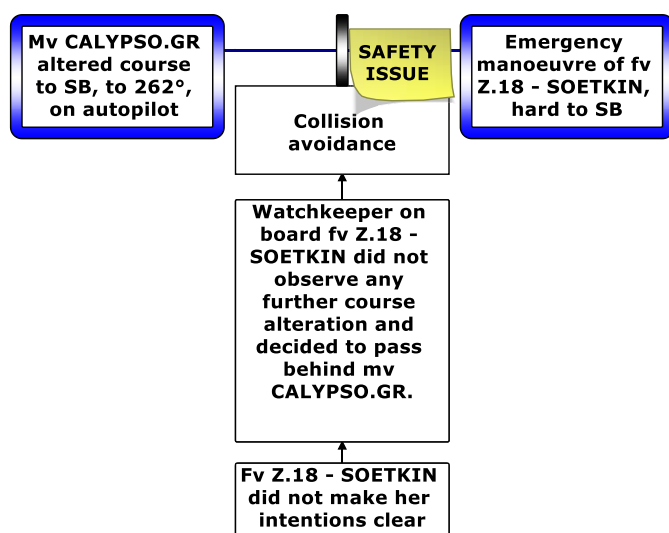 Mv CALYPSO.GR
altered course
to SB, to 262°,
on autopilot
SAFETY
ISSUE
Emergency
manoeuvre of fv
Z.18 - SOETKIN,
hard to SB
Collision
avoidance
Watchkeeper on
board fv Z.18 -
SOETKIN did not
observe any
further course
alteration and
decided to pass
behind mv
CALYPSO.GR.
Fv Z.18 - SOETKIN
did not make her
intentions clear